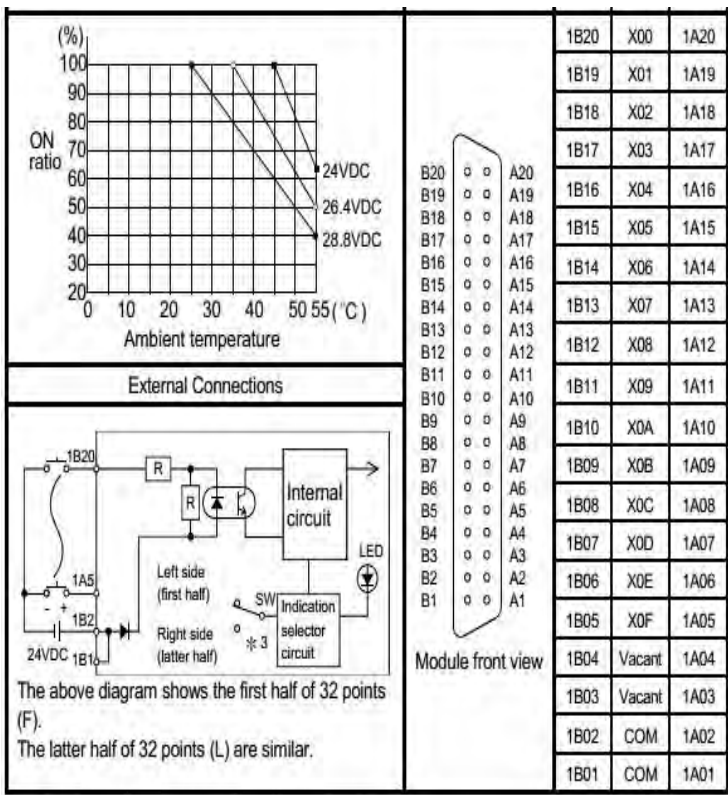 (%)
100
90
80
ON
70
ratio
60
50
40
30
20
24VDC
26.4VDC
28.8VDC
0 10 20 30 40 50 55 (°C)
Ambient temperature
External Connections
1B20
R
R
Internal
circuit
LED
1A5
Left side
(first half)
SW
Indication
selector
circuit
- +
1B2
Right side
(latter half)
※3
24VDC
1B1
The above diagram shows the first half of 32 points
(F).
The latter half of 32 points (L) are similar.
B20 A20
B19 A19
B18 A18
B17 A17
B16 A16
B15 A15
B14 A14
B13 A13
B12 A12
B11 A11
B10 A10
B9 A9
B8 A8
B7 A7
B6 A6
B5 A5
B4 A4
B3 A3
B2 A2
B1 A1
Module front view
1B20 X00 1A20
1B19 X01 1A19
1B18 X02 1A18
1B17 X03 1A17
1B16 X04 1A16
1B15 X05 1A15
1B14 X06 1A14
1B13 X07 1A13
1B12 X08 1A12
1B11 X09 1A11
1B10 X0A 1A10
1B09 X0B 1A09
1B08 X0C 1A08
1B07 X0D 1A07
1B06 X0E 1A06
1B05 X0F 1A05
1B04 Vacant 1A04
1B03 Vacant 1A03
1B02 COM 1A02
1B01 COM 1A01